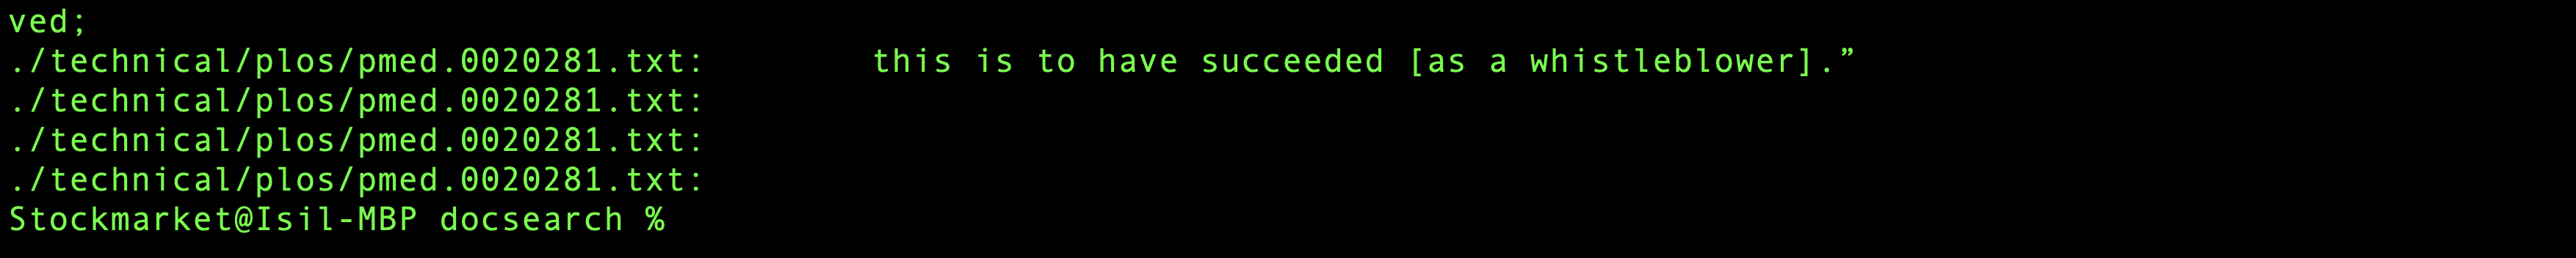 ved;
./technical/plos/pmed.0020281.txt:        this is to have succeeded [as a whistleblower].”
./technical/plos/pmed.0020281.txt:
./technical/plos/pmed.0020281.txt:
./technical/plos/pmed.0020281.txt:
Stockmarket@Isil-MBP docsearch %